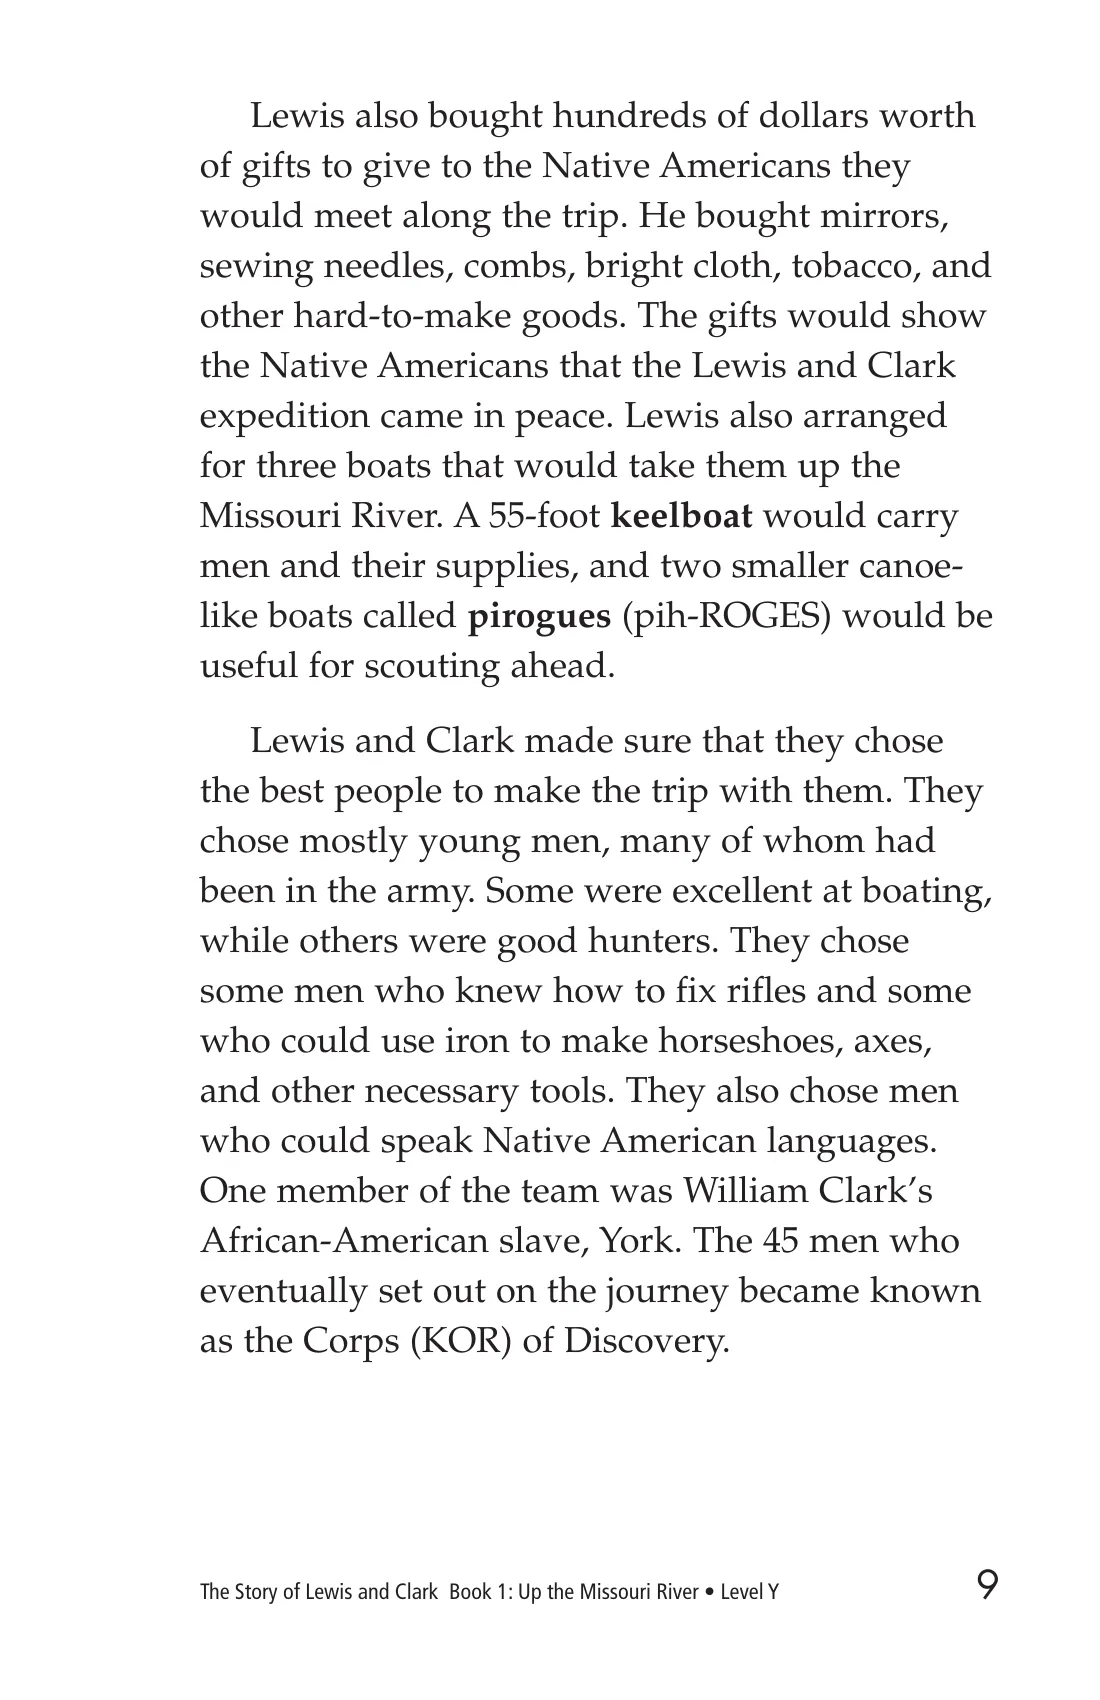 Lewis also bought hundreds of dollars worth
of gifts to give to the Native Americans they
would meet along the trip. He bought mirrors,
sewing needles, combs, bright cloth, tobacco, and
other hard-to-make goods. The gifts would show
the Native Americans that the Lewis and Clark
expedition came in peace. Lewis also arranged
for three boats that would take them up the
Missouri River. A 55-foot keelboat would carry
men and their supplies, and two smaller canoe-
like boats called pirogues (pih-ROGES) would be
useful for scouting ahead.
Lewis and Clark made sure that they chose
the best people to make the trip with them. They
chose mostly young men, many of whom had
been in the army. Some were excellent at boating,
while others were good hunters. They chose
some men who knew how to fix rifles and some
who could use iron to make horseshoes, axes,
and other necessary tools. They also chose men
who could speak Native American languages.
One member of the team was William Clark’s
African-American slave, York. The 45 men who
eventually set out on the journey became known
as the Corps (KOR) of Discovery.
The Story of Lewis and Clark Book 1: Up the Missouri River • Level Y 9